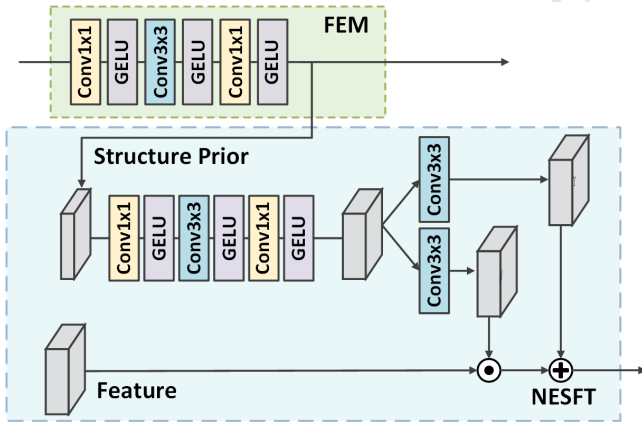 FEM
Conv1x1
GELU
Conv3x3
GELU
Conv1x1
GELU
Structure Prior
Conv1x1
GELU
Conv3x3
GELU
Conv1x1
GELU
Conv3x3
Conv3x3
Feature
NESFT